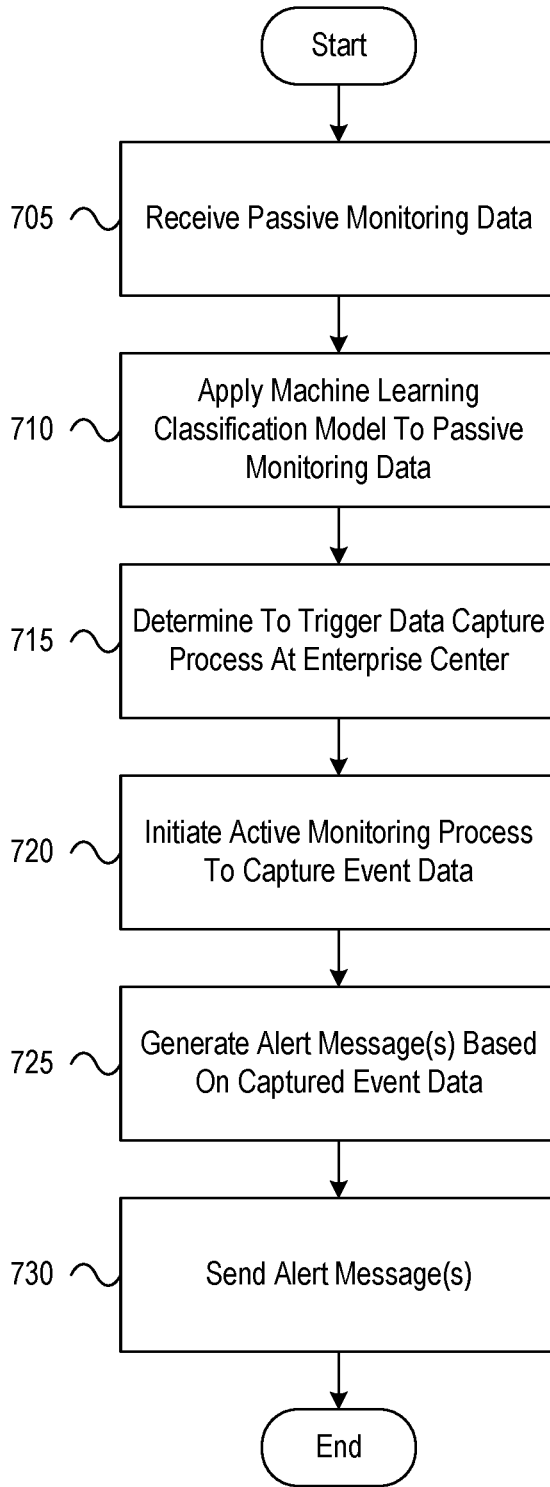 Start
705
Receive Passive Monitoring Data
710
Apply Machine Learning
Classification Model To Passive
Monitoring Data
715
Determine To Trigger Data Capture
Process At Enterprise Center
720
Initiate Active Monitoring Process
To Capture Event Data
725
Generate Alert Message(s) Based
On Captured Event Data
730
Send Alert Message(s)
End